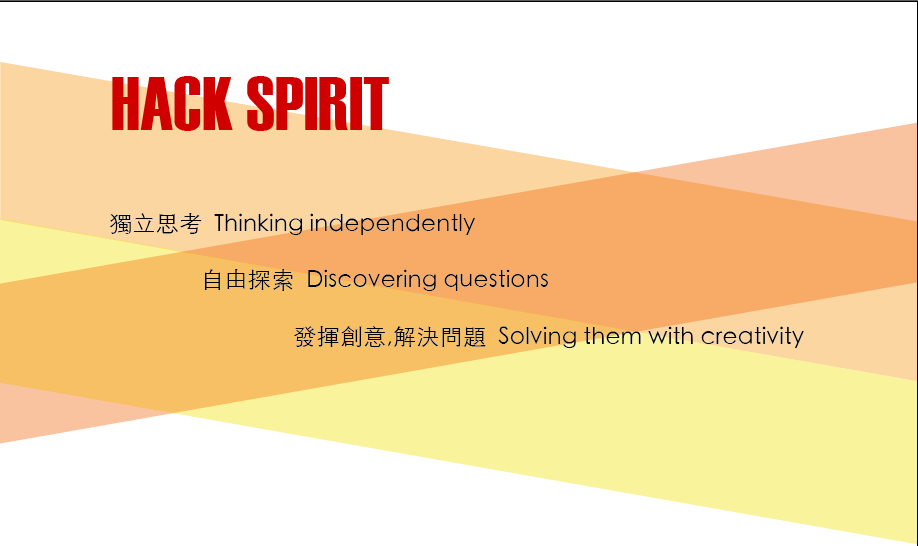 HACK SPIRIT
獨立思考 Thinking independently
自由探索 Discovering questions
發揮創意,解決問題 Solving them with creativity